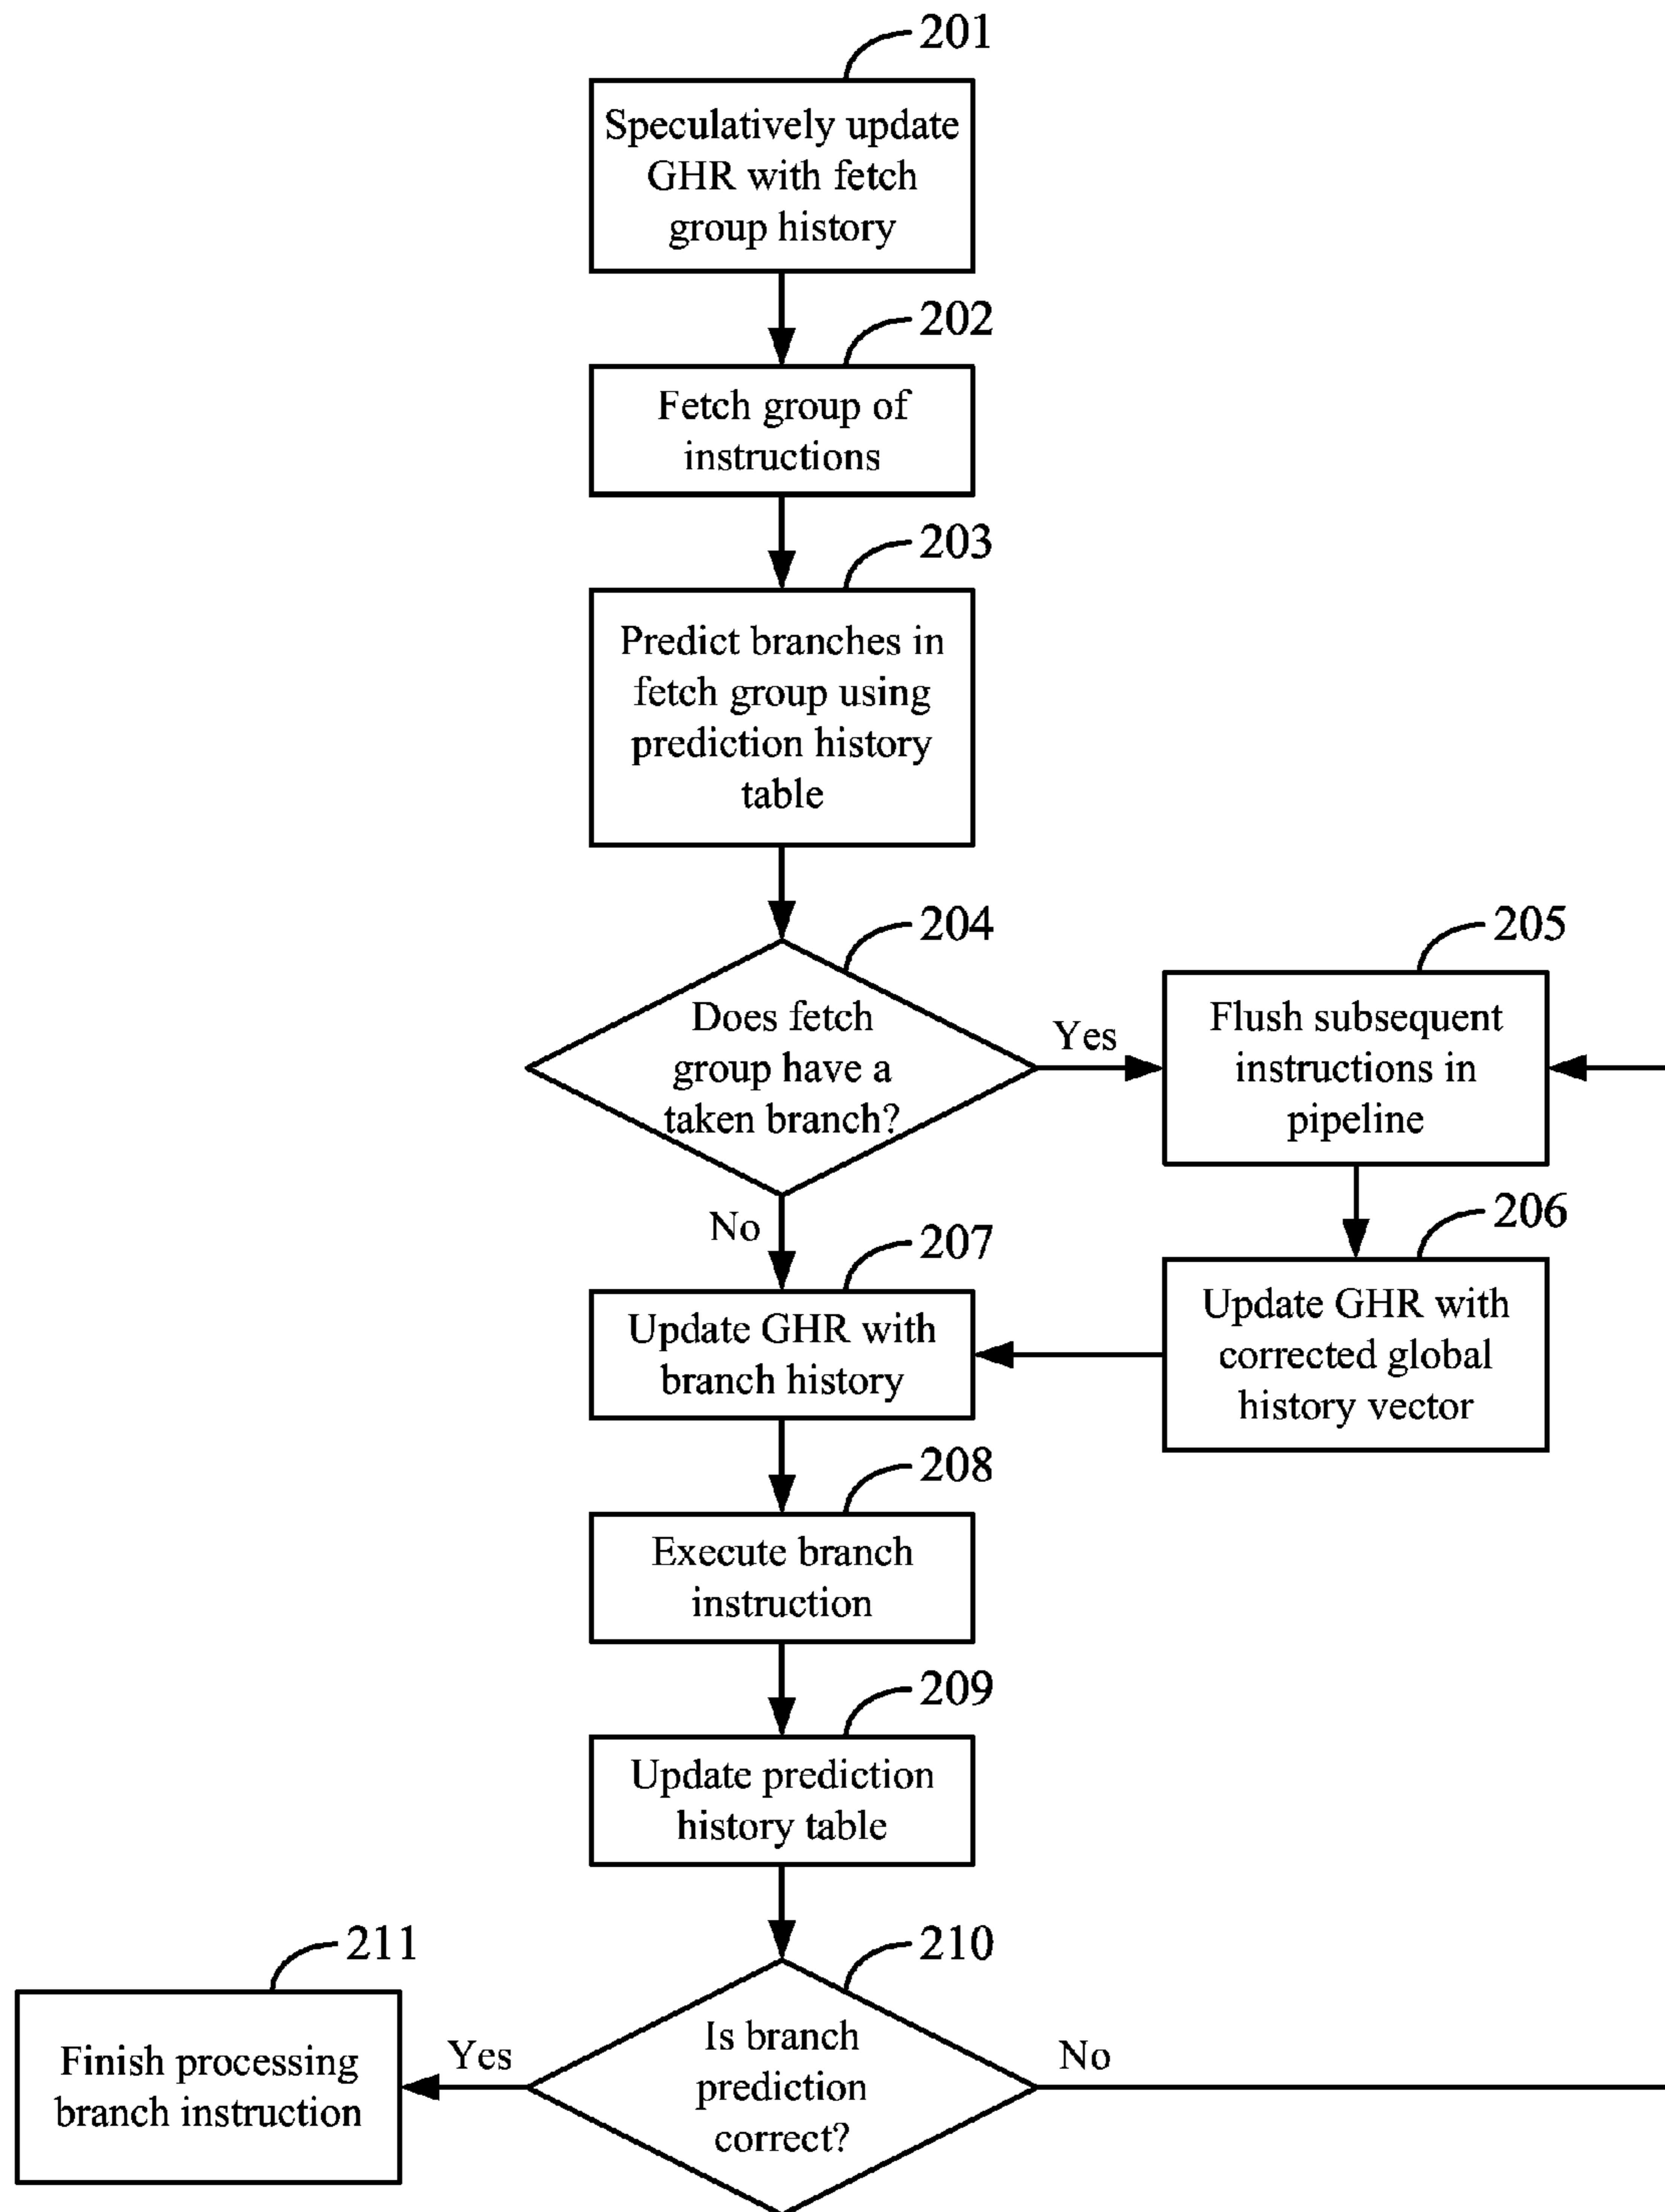 201
Speculatively update
GHR with fetch
group history
202
Fetch group of
instructions
203
Predict branches in
fetch group using
prediction history
table
204
Does fetch
group have a
taken branch?
Yes
No
205
Flush subsequent
instructions in
pipeline
206
Update GHR with
corrected global
history vector
207
Update GHR with
branch history
208
Execute branch
instruction
209
Update prediction
history table
210
Is branch
prediction
correct?
Yes
No
211
Finish processing
branch instruction